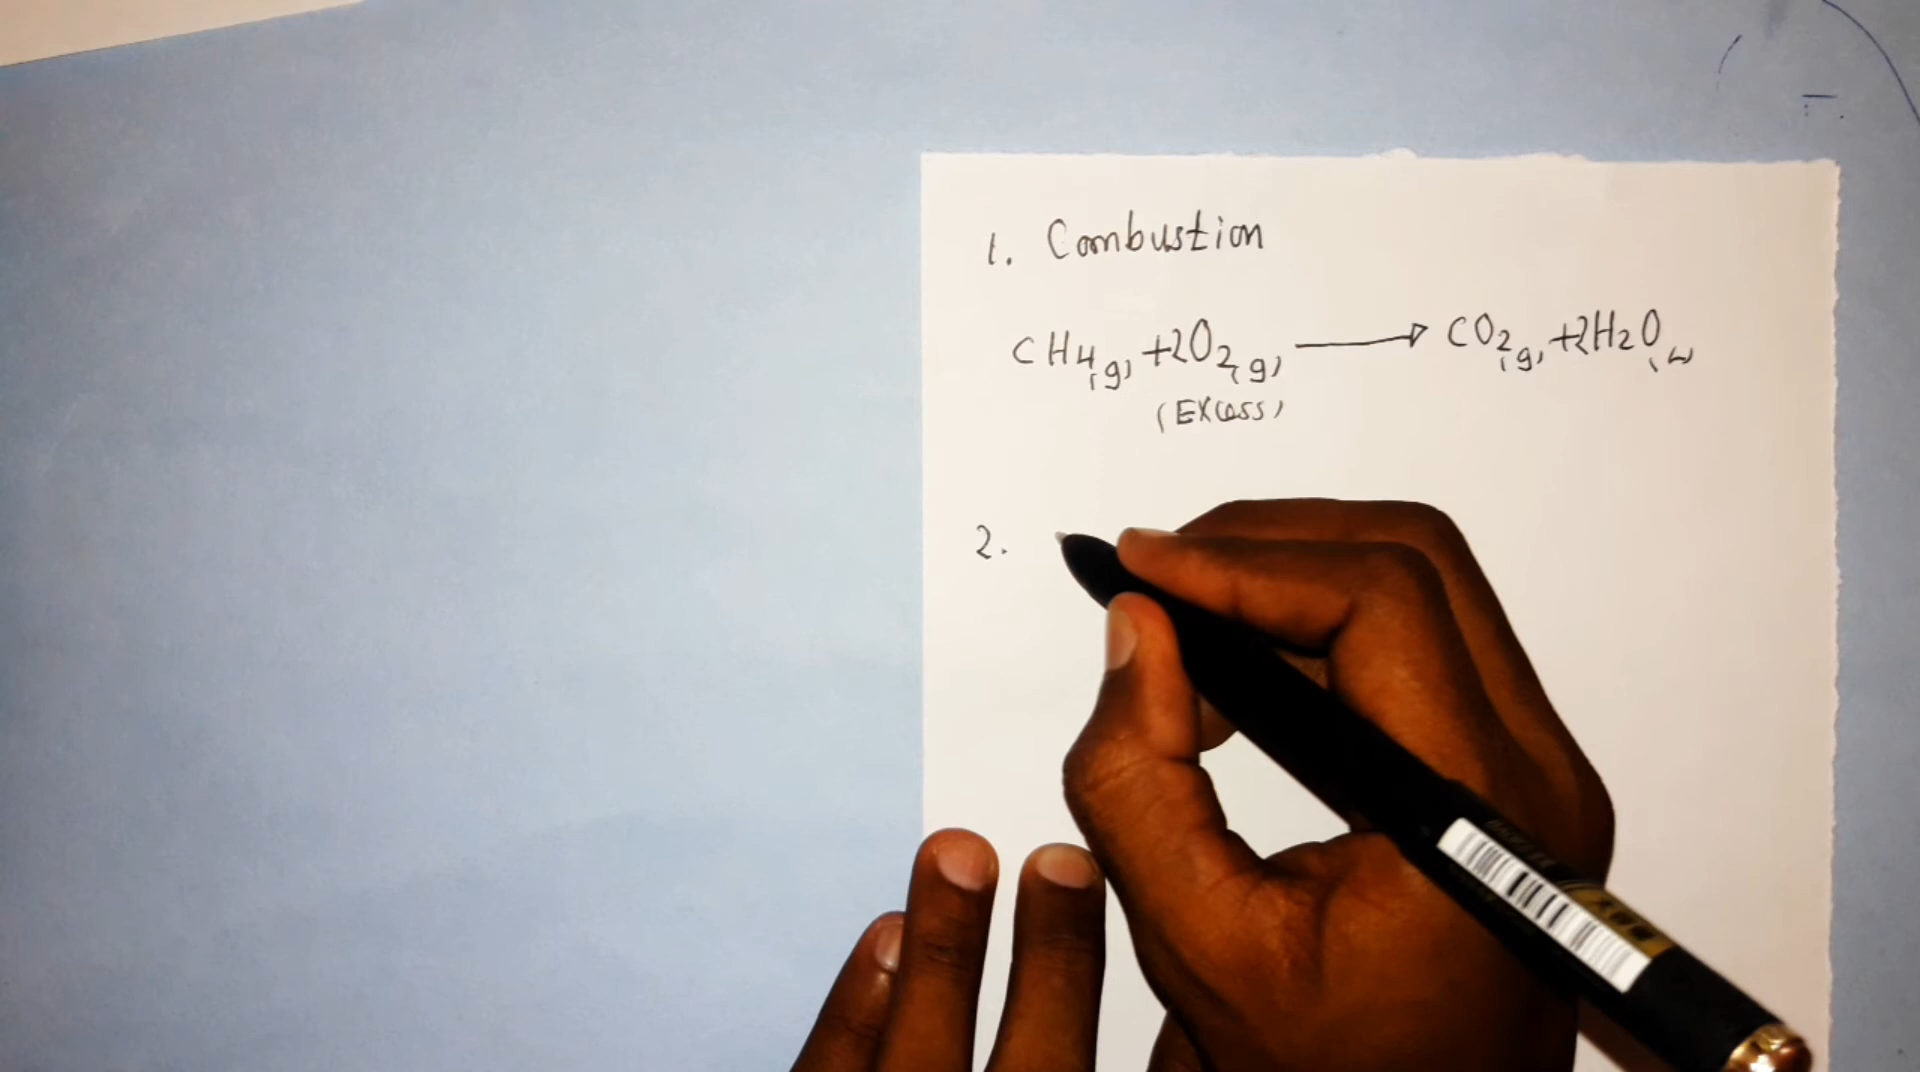 1. Combustion
CH4(g) + 2O2(g) → CO2(g) + 2H2O(L)
(Excess)
2.